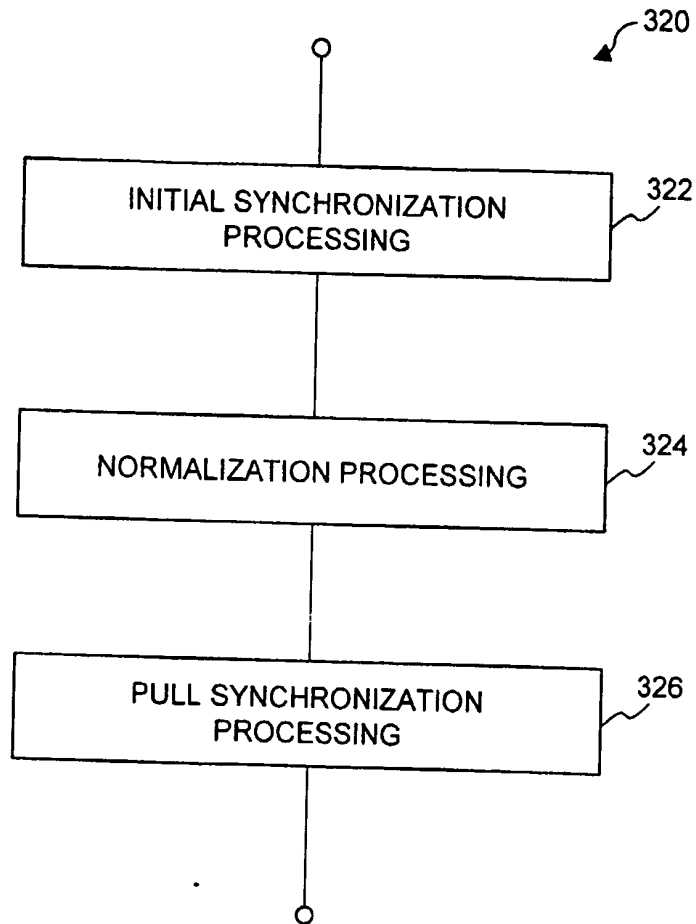 320
INITIAL SYNCHRONIZATION
PROCESSING
322
NORMALIZATION PROCESSING
324
PULL SYNCHRONIZATION
PROCESSING
326